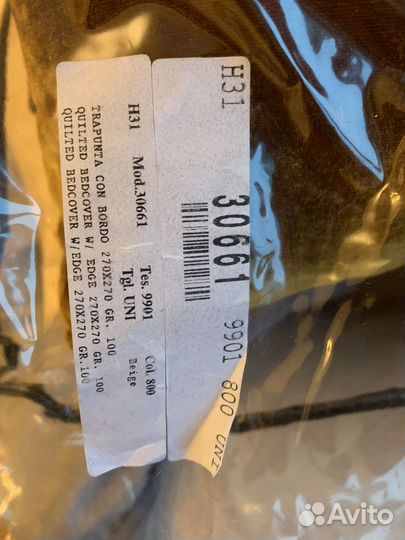 H31 30661 9901 800 UNI
H31 Mod.30661 Tes. 9901 Col. 800
Tgl. UNI Beige
TRAPUNTA CON BORDO 270X270 GR. 100
QUILTED BEDCOVER W/ EDGE 270X270 GR. 100
QUILTED BEDCOVER W/EDGE 270X270 GR.100
Avito